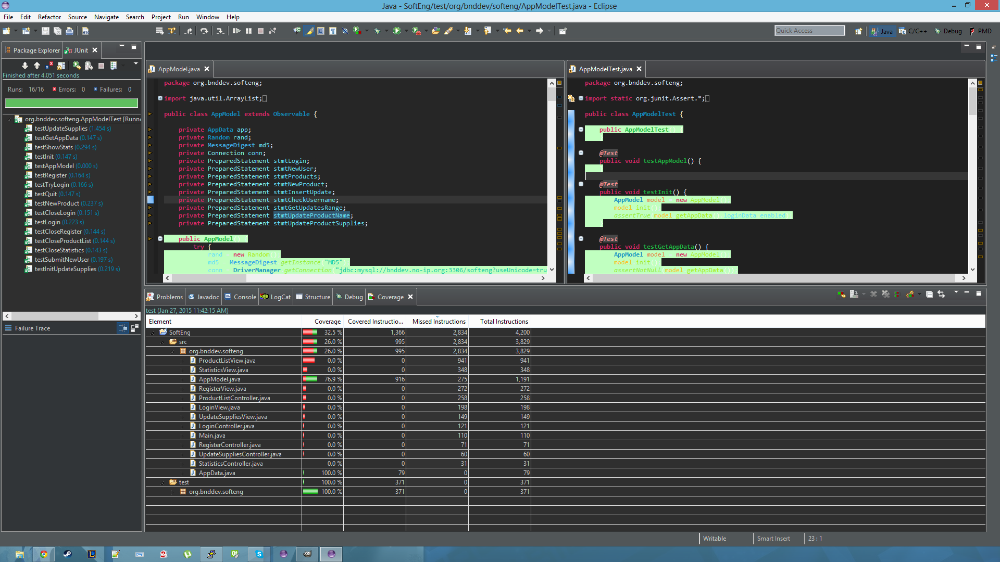 Java - SoftEng/test/org/bnddev/softeng/AppModelTest.java - Eclipse
File Edit Refactor Source Navigate Search Project Run Window Help
Quick Access
Java C/C++ Debug PMD
Package Explorer JUnit
Finished after 4.051 seconds
Runs: 16/16 Errors: 0 Failures: 0
org.bnddev.softeng.AppModelTest [Runne
testUpdateSupplies (1.454 s)
testGetAppData (0.147 s)
testShowStats (0.294 s)
testInit (0.147 s)
testAppModel (0.000 s)
testRegister (0.164 s)
testTryLogin (0.166 s)
testQuit (0.147 s)
testNewProduct (0.237 s)
testCloseLogin (0.151 s)
testLogin (0.223 s)
testCloseRegister (0.144 s)
testCloseProductList (0.144 s)
testCloseStatistics (0.143 s)
testSubmitNewUser (0.197 s)
testInitUpdateSupplies (0.219 s)
Failure Trace
AppModel.java
package org.bnddev.softeng;
import java.util.ArrayList;
public class AppModel extends Observable {
private AppData app;
private Random rand;
private MessageDigest md5;
private Connection conn;
private PreparedStatement stmtLogin;
private PreparedStatement stmtNewUser;
private PreparedStatement stmtProducts;
private PreparedStatement stmtNewProduct;
private PreparedStatement stmtInsertUpdate;
private PreparedStatement stmtCheckUsername;
private PreparedStatement stmtGetUpdatesRange;
private PreparedStatement stmtUpdateProductName;
private PreparedStatement stmtUpdateProductSupplies;
public AppModel() {
try {
rand new Random()
md5 MessageDigest getInstance("MD5")
conn DriverManager getConnection("jdbc:mysql://bnddev.no-ip.org:3306/softeng?useUnicode=tru
AppModelTest.java
package org.bnddev.softeng;
import static org.junit.Assert.*;
public class AppModelTest {
public AppModelTest() {
@Test
public void testAppModel() {
@Test
public void testInit() {
AppModel model new AppModel()
model init()
assertTrue(model getAppData() loginData enabled)
@Test
public void testGetAppData() {
AppModel model new AppModel()
model init()
assertNotNull(model getAppData())
Problems Javadoc Console LogCat Structure Debug Coverage
test (Jan 27, 2015 11:42:15 AM)
Element Coverage Covered Instructio... Missed Instructions Total Instructions
SoftEng 32.5 % 1,366 2,834 4,200
src 26.0 % 995 2,834 3,829
org.bnddev.softeng 26.0 % 995 2,834 3,829
ProductListView.java 0.0 % 0 941 941
StatisticsView.java 0.0 % 0 348 348
AppModel.java 76.9 % 916 275 1,191
RegisterView.java 0.0 % 0 272 272
ProductListController.java 0.0 % 0 258 258
LoginView.java 0.0 % 0 198 198
UpdateSuppliesView.java 0.0 % 0 149 149
LoginController.java 0.0 % 0 121 121
Main.java 0.0 % 0 110 110
RegisterController.java 0.0 % 0 71 71
UpdateSuppliesController.java 0.0 % 0 60 60
StatisticsController.java 0.0 % 0 31 31
AppData.java 100.0 % 79 0 79
test 100.0 % 371 0 371
org.bnddev.softeng 100.0 % 371 0 371
Writable Smart Insert 23 : 1